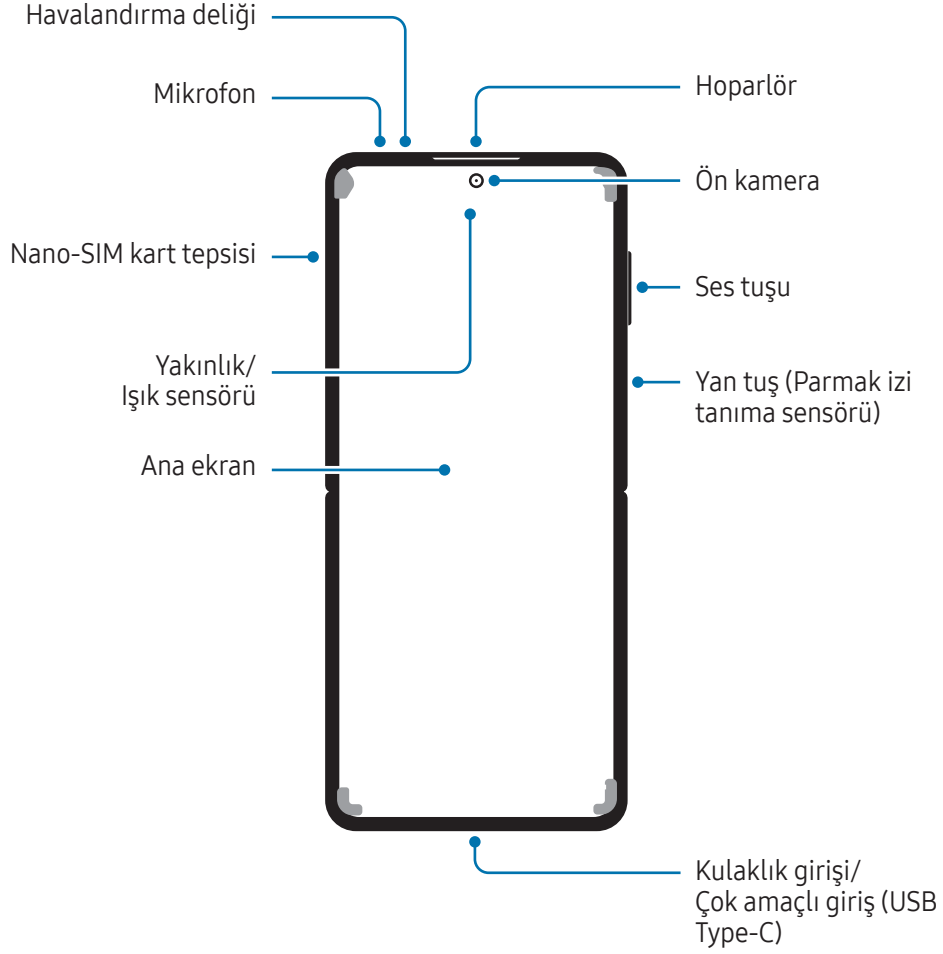 Havalandırma deliği
Mikrofon
Hoparlör
Ön kamera
Nano-SIM kart tepsisi
Ses tuşu
Yakınlık/
Işık sensörü
Yan tuş (Parmak izi
tanıma sensörü)
Ana ekran
Kulaklık girişi/
Çok amaçlı giriş (USB
Type-C)